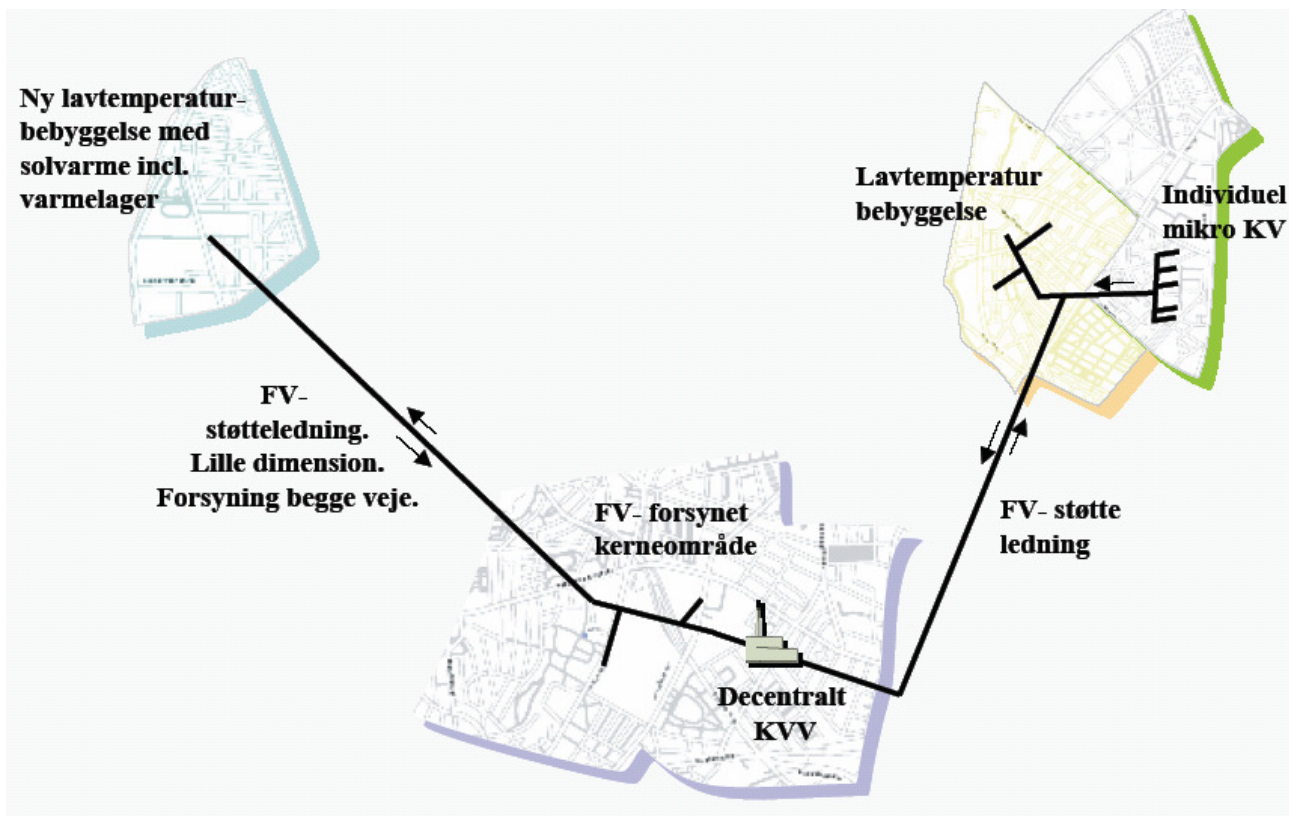 Ny lavtemperatur-
bebyggelse med
solvarme incl.
varmelager
Lavtemperatur
bebyggelse
Individuel
mikro KV
FV-
støtteledning.
Lille dimension.
Forsyning begge veje.
FV- forsynet
kerneområde
FV- støtte
ledning
Decentralt
KVV